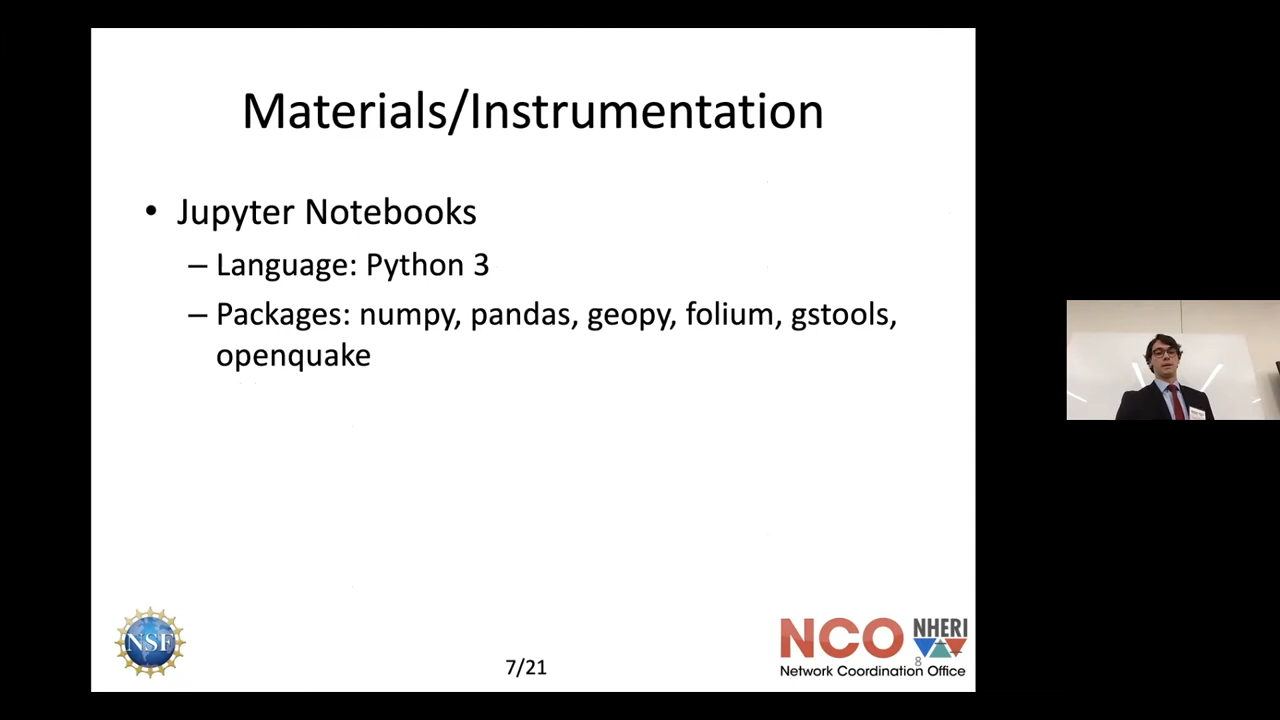 Materials/Instrumentation
• Jupyter Notebooks
– Language: Python 3
– Packages: numpy, pandas, geopy, folium, gstools,
openquake
NSF
7/21
NCO NHERI
8
Network Coordination Office